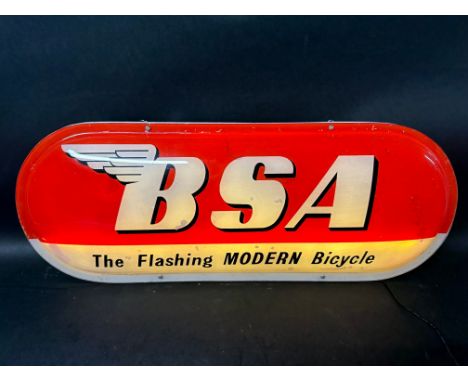 BSA
The Flashing MODERN Bicycle